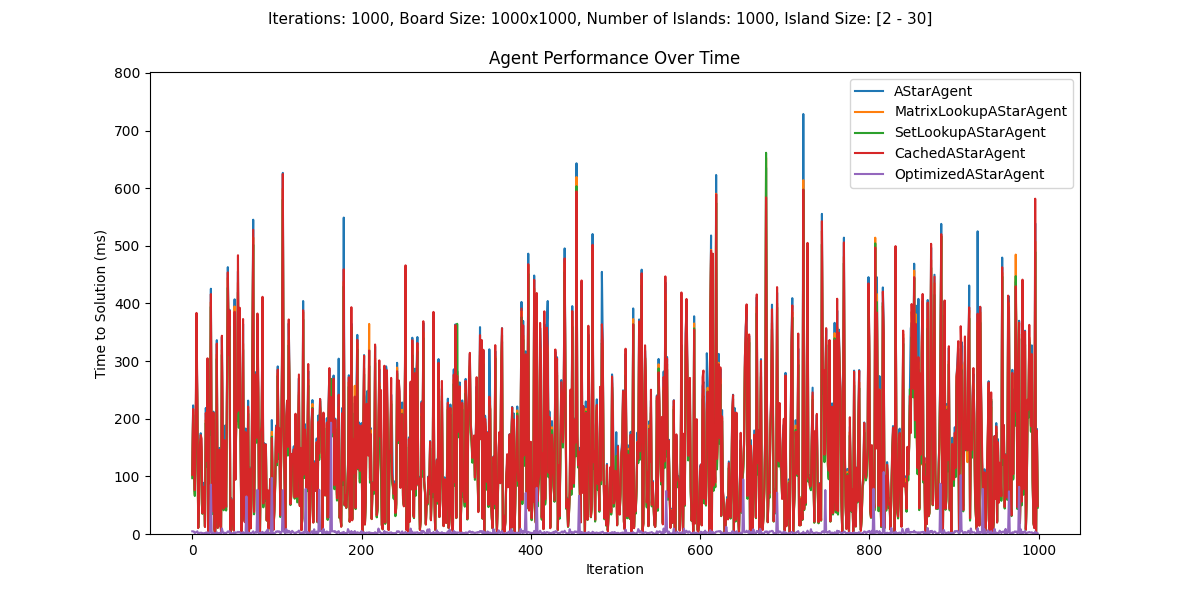 Iterations: 1000, Board Size: 1000x1000, Number of Islands: 1000, Island Size: [2 - 30]
Agent Performance Over Time
800
700
600
500
400
300
200
100
0
Time to Solution (ms)
AStarAgent
MatrixLookupAStarAgent
SetLookupAStarAgent
CachedAStarAgent
OptimizedAStarAgent
0 200 400 600 800 1000
Iteration